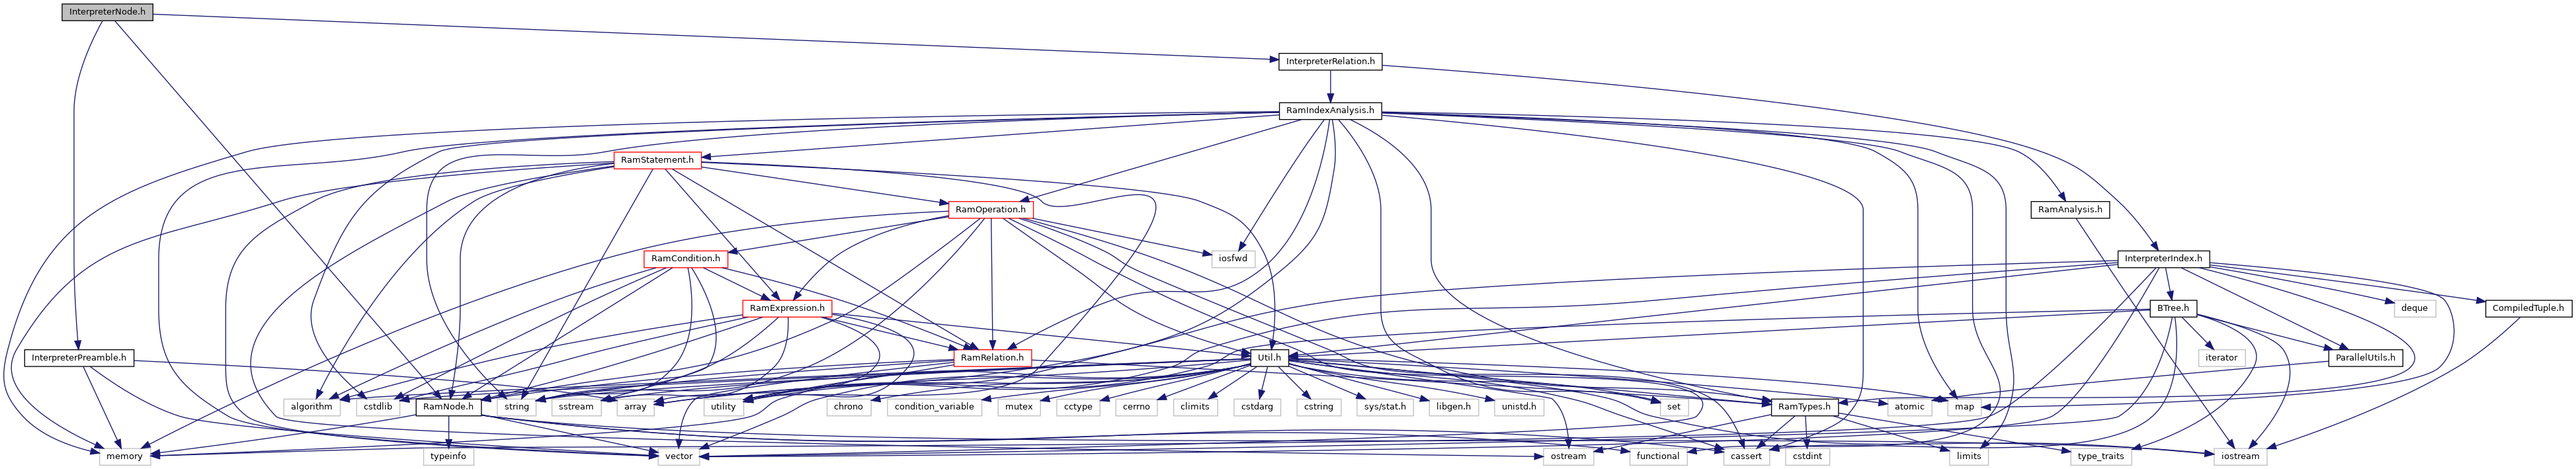 InterpreterNode.h
InterpreterRelation.h
RamIndexAnalysis.h
RamStatement.h
RamOperation.h
RamAnalysis.h
RamCondition.h
iosfwd
InterpreterIndex.h
RamExpression.h
deque
BTree.h
CompiledTuple.h
InterpreterPreamble.h
RamRelation.h
Util.h
iterator
ParallelUtils.h
algorithm
cstdlib
RamNode.h
string
sstream
array
utility
chrono
condition_variable
mutex
cctype
cerrno
climits
cstdarg
cstring
sys/stat.h
libgen.h
unistd.h
set
RamTypes.h
atomic
map
memory
typeinfo
vector
ostream
functional
cassert
cstdint
limits
type_traits
iostream